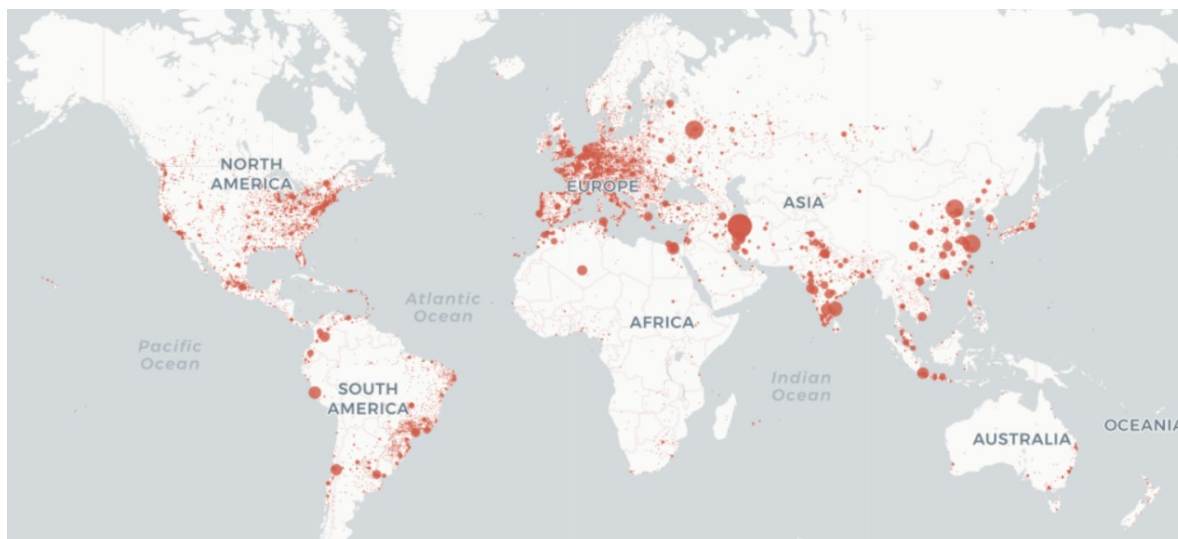 NORTH
AMERICA
EUROPE
ASIA
Atlantic
Ocean
AFRICA
Pacific
Ocean
Indian
Ocean
SOUTH
AMERICA
OCEANIA
AUSTRALIA